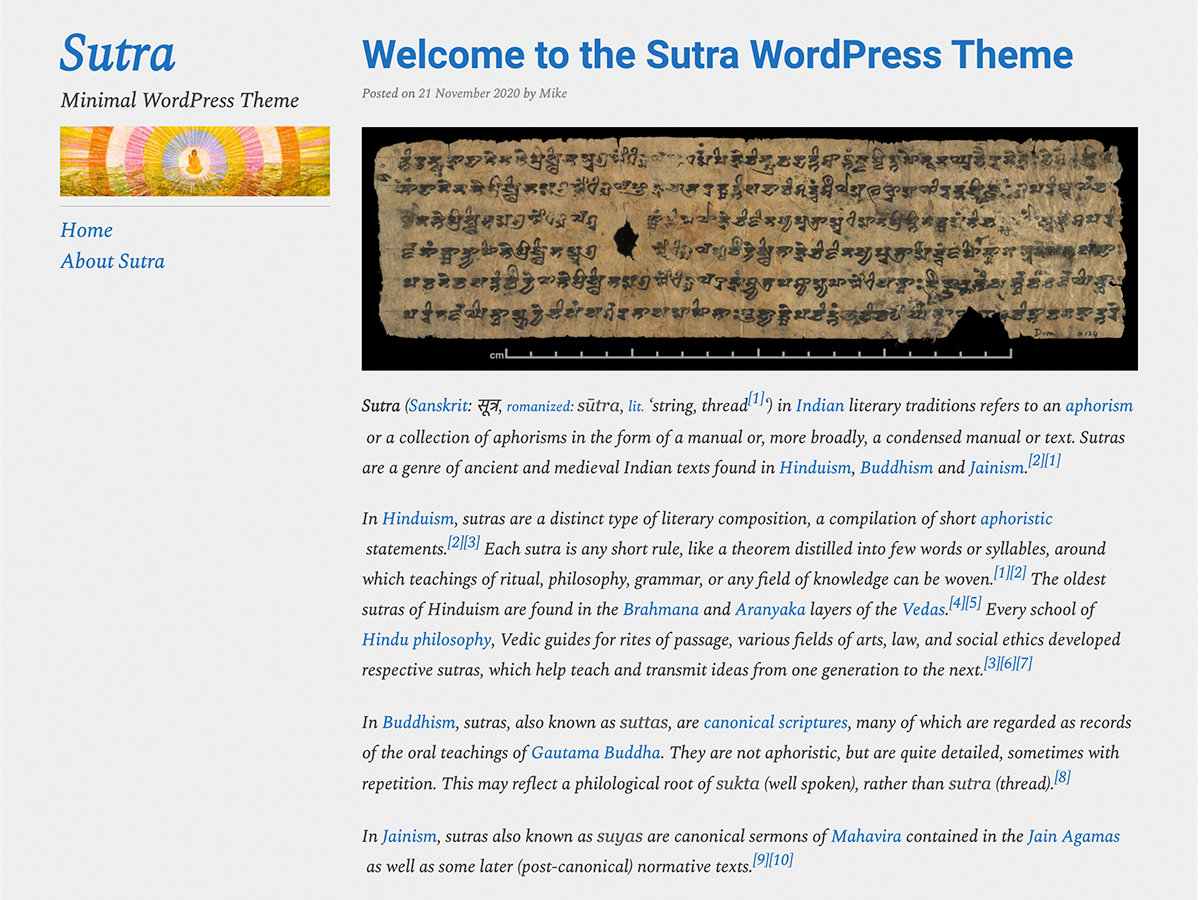 Sutra
Minimal WordPress Theme
Home
About Sutra
Welcome to the Sutra WordPress Theme
Posted on 21 November 2020 by Mike
cm
Sutra (Sanskrit: सूत्र, romanized: sūtra, lit. ‘string, thread[1]‘) in Indian literary traditions refers to an aphorism
or a collection of aphorisms in the form of a manual or, more broadly, a condensed manual or text. Sutras
are a genre of ancient and medieval Indian texts found in Hinduism, Buddhism and Jainism.[2][1]
In Hinduism, sutras are a distinct type of literary composition, a compilation of short aphoristic
statements.[2][3] Each sutra is any short rule, like a theorem distilled into few words or syllables, around
which teachings of ritual, philosophy, grammar, or any field of knowledge can be woven.[1][2] The oldest
sutras of Hinduism are found in the Brahmana and Aranyaka layers of the Vedas.[4][5] Every school of
Hindu philosophy, Vedic guides for rites of passage, various fields of arts, law, and social ethics developed
respective sutras, which help teach and transmit ideas from one generation to the next.[3][6][7]
In Buddhism, sutras, also known as suttas, are canonical scriptures, many of which are regarded as records
of the oral teachings of Gautama Buddha. They are not aphoristic, but are quite detailed, sometimes with
repetition. This may reflect a philological root of sukta (well spoken), rather than sutra (thread).[8]
In Jainism, sutras also known as suyas are canonical sermons of Mahavira contained in the Jain Agamas
as well as some later (post-canonical) normative texts.[9][10]